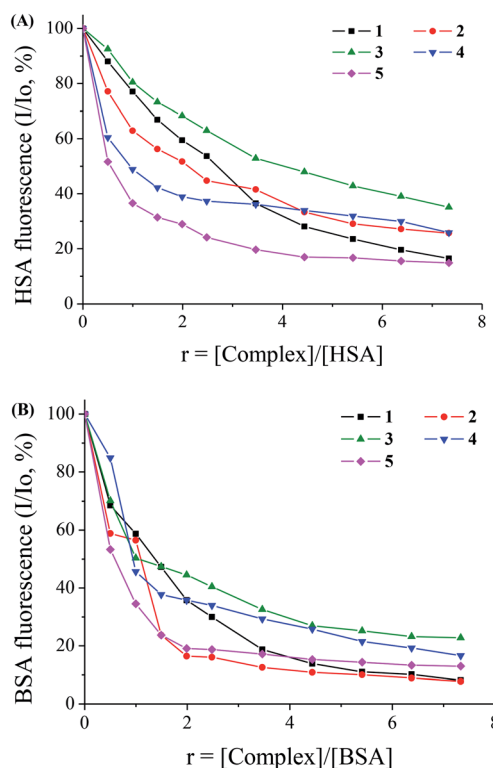 (A)
100
80
60
40
20
0
HSA fluorescence (I/Io, %)
1 2
3 4
5
0 2 4 6 8
r = [Complex]/[HSA]
(B)
100
80
60
40
20
0
BSA fluorescence (I/Io, %)
1 2
3 4
5
0 2 4 6 8
r = [Complex]/[BSA]